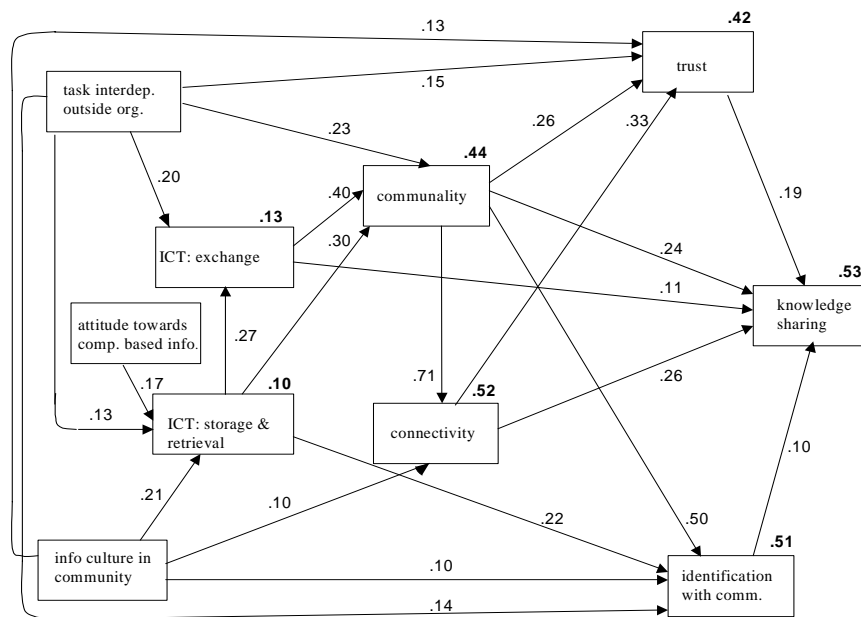 .13
.42
trust
task interdep.
outside org.
.15
.23
.26
.33
.44
communality
.20
.40
.19
.13
ICT: exchange
.30
.24
.53
.11
knowledge
sharing
attitude towards
comp. based info.
.27
.17
.10
.71
.52
.26
.13
ICT: storage &
retrieval
connectivity
.10
.21
.10
.22
.50
.51
info culture in
community
.10
identification
with comm.
.14